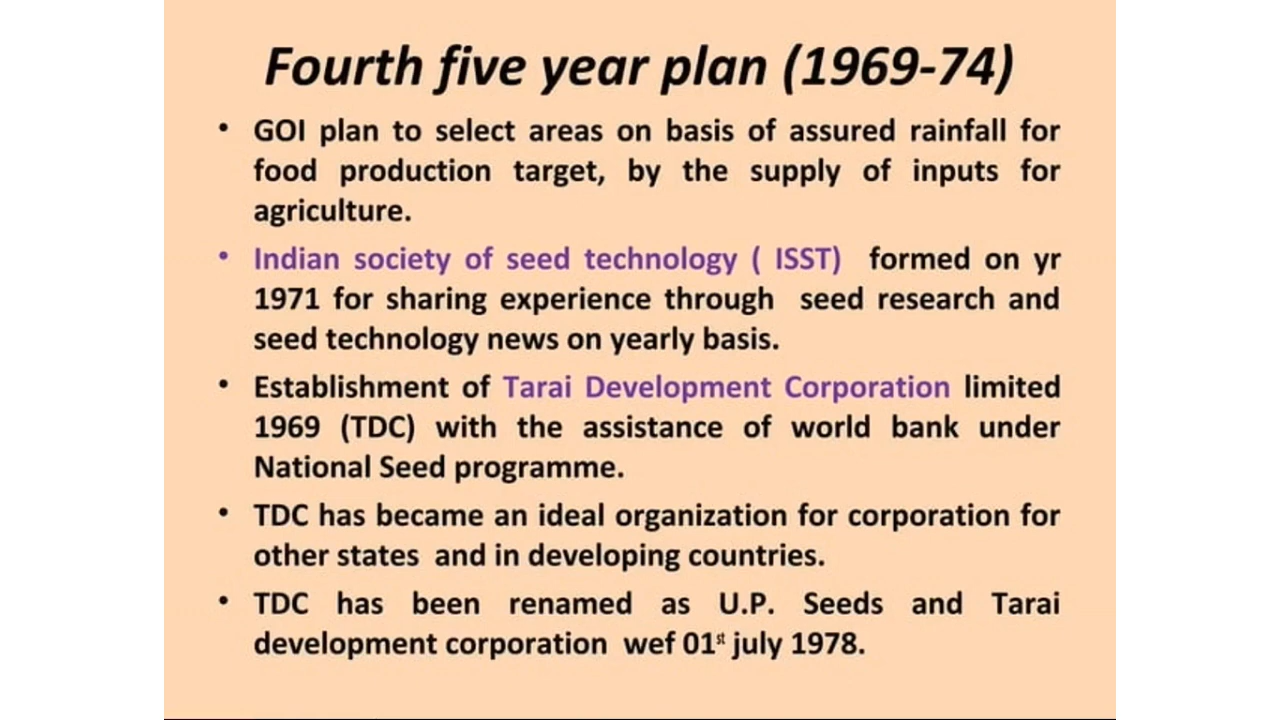 Fourth five year plan (1969-74)
• GOI plan to select areas on basis of assured rainfall for
food production target, by the supply of inputs for
agriculture.
• Indian society of seed technology ( ISST) formed on yr
1971 for sharing experience through seed research and
seed technology news on yearly basis.
• Establishment of Tarai Development Corporation limited
1969 (TDC) with the assistance of world bank under
National Seed programme.
• TDC has became an ideal organization for corporation for
other states and in developing countries.
• TDC has been renamed as U.P. Seeds and Tarai
development corporation wef 01st july 1978.